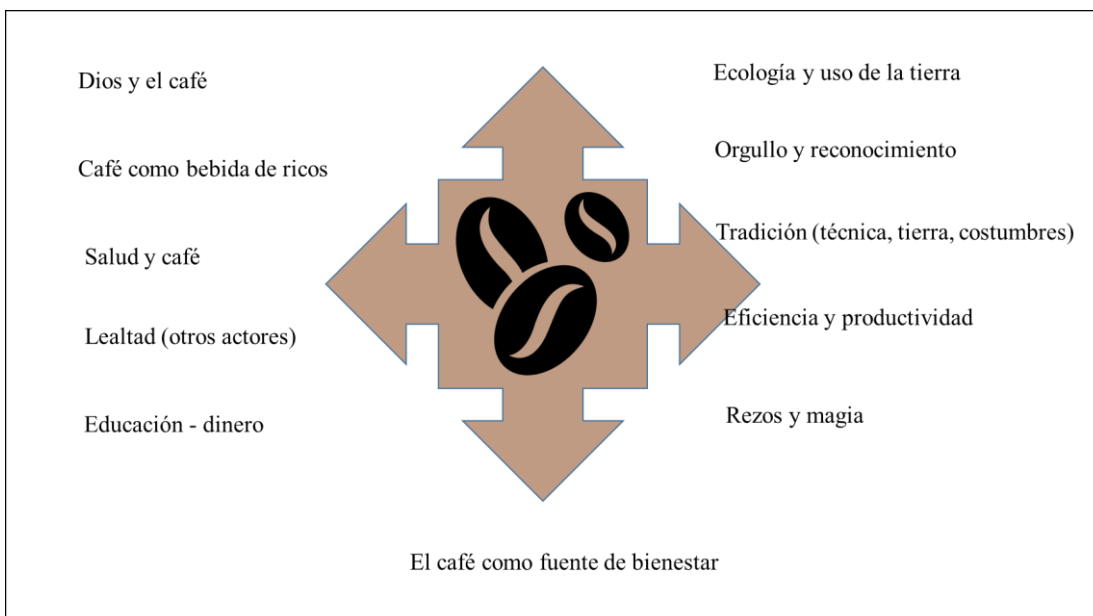 Dios y el café
Café como bebida de ricos
Salud y café
Lealtad (otros actores)
Educación - dinero
Ecología y uso de la tierra
Orgullo y reconocimiento
Tradición (técnica, tierra, costumbres)
Eficiencia y productividad
Rezos y magia
El café como fuente de bienestar